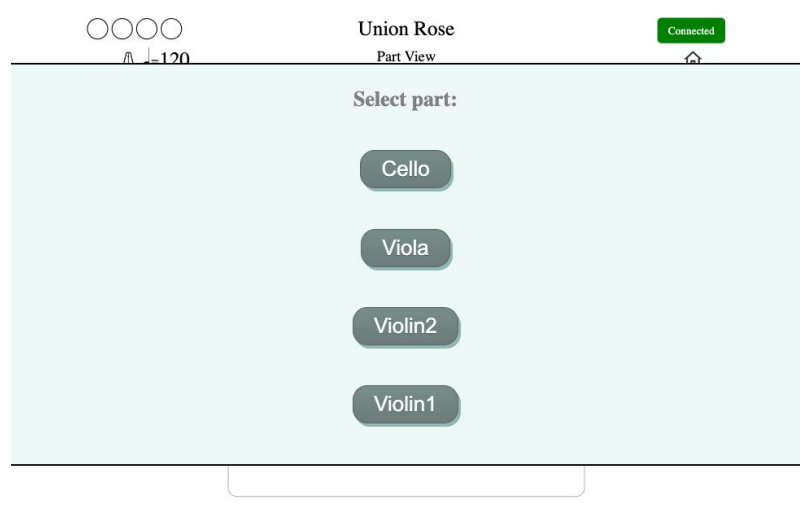 Union Rose
Connected
=120
Part View
Select part:
Cello
Viola
Violin2
Violin1